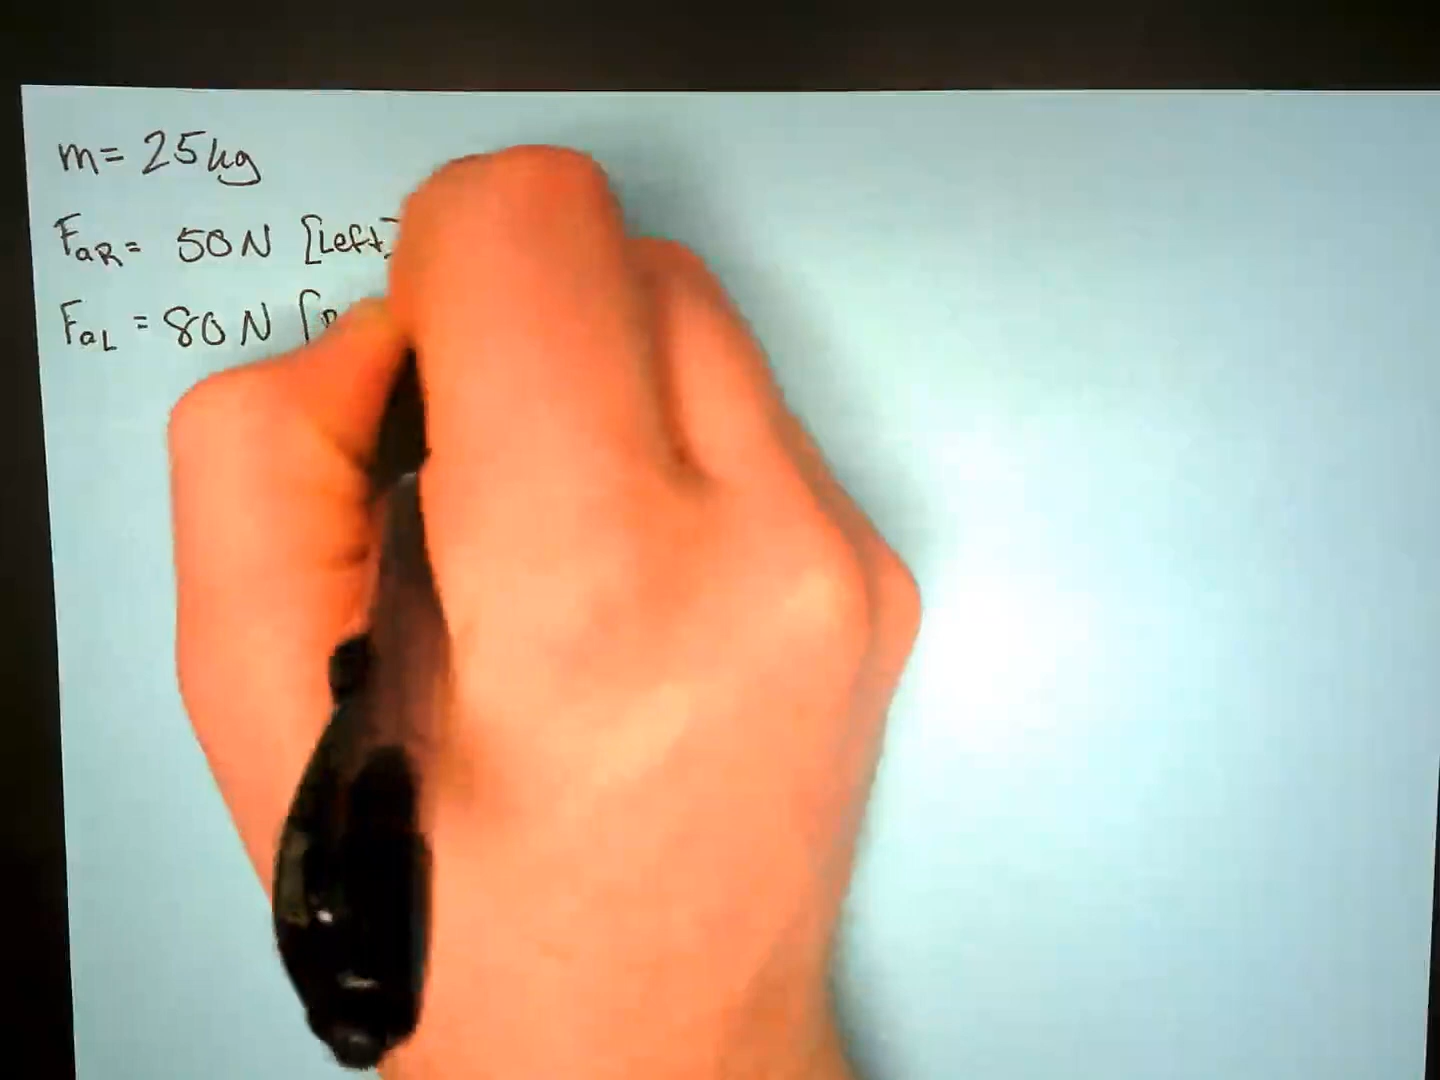 m= 25kg
FaR= 50N [Left]
FaL = 80N [